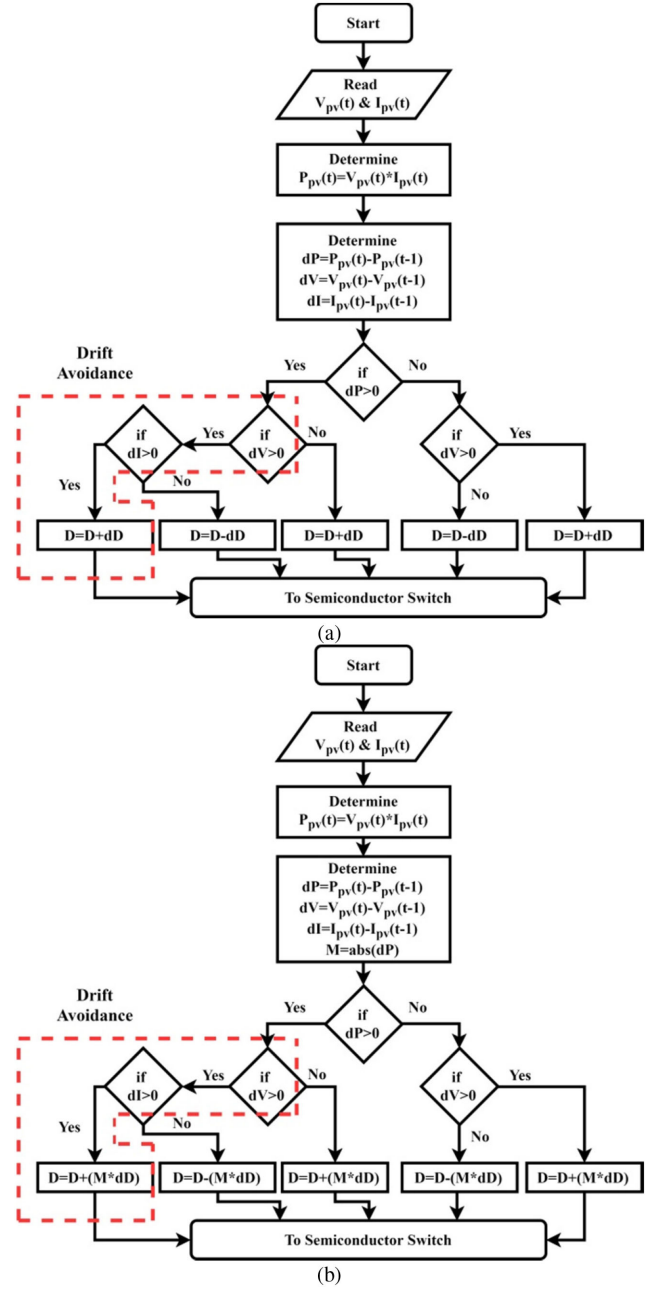 Start
Read
Vpv(t) & Ipv(t)
Determine
Ppv(t)=Vpv(t)*Ipv(t)
Determine
dP=Ppv(t)-Ppv(t-1)
dV=Vpv(t)-Vpv(t-1)
dI=Ipv(t)-Ipv(t-1)
Drift
Avoidance
Yes
if
dP>0
No
if
dI>0
Yes
if
dV>0
No
if
dV>0
Yes
Yes
No
No
D=D+dD
D=D-dD
D=D+dD
D=D-dD
D=D+dD
To Semiconductor Switch
(a)
Start
Read
Vpv(t) & Ipv(t)
Determine
Ppv(t)=Vpv(t)*Ipv(t)
Determine
dP=Ppv(t)-Ppv(t-1)
dV=Vpv(t)-Vpv(t-1)
dI=Ipv(t)-Ipv(t-1)
M=abs(dP)
Drift
Avoidance
Yes
if
dP>0
No
if
dI>0
Yes
if
dV>0
No
if
dV>0
Yes
Yes
No
No
D=D+(M*dD)
D=D-(M*dD)
D=D+(M*dD)
D=D-(M*dD)
D=D+(M*dD)
To Semiconductor Switch
(b)